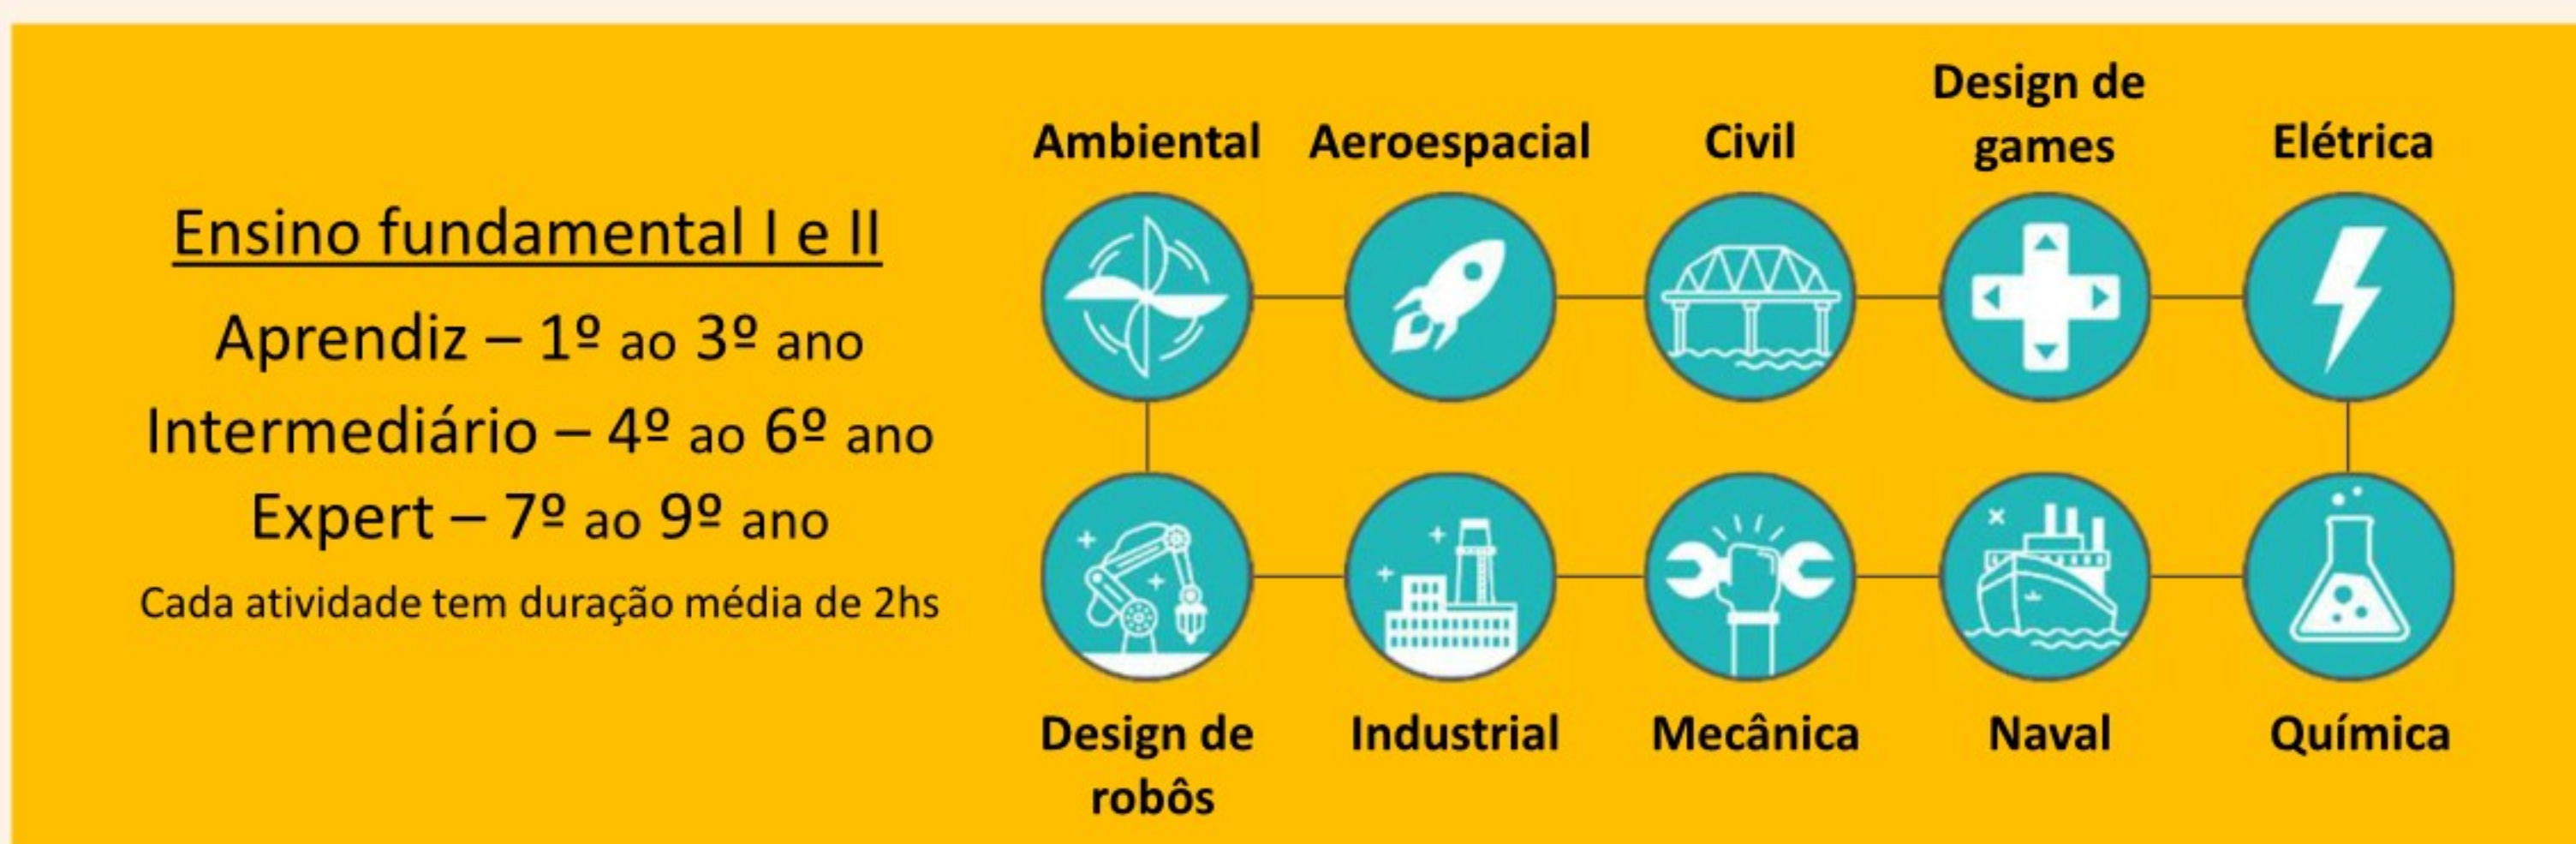 Ensino fundamental I e II
Aprendiz – 1º ao 3º ano
Intermediário – 4º ao 6º ano
Expert – 7º ao 9º ano
Cada atividade tem duração média de 2hs
Ambiental
Aeroespacial
Civil
Design de
games
Elétrica
Design de
robôs
Industrial
Mecânica
Naval
Química